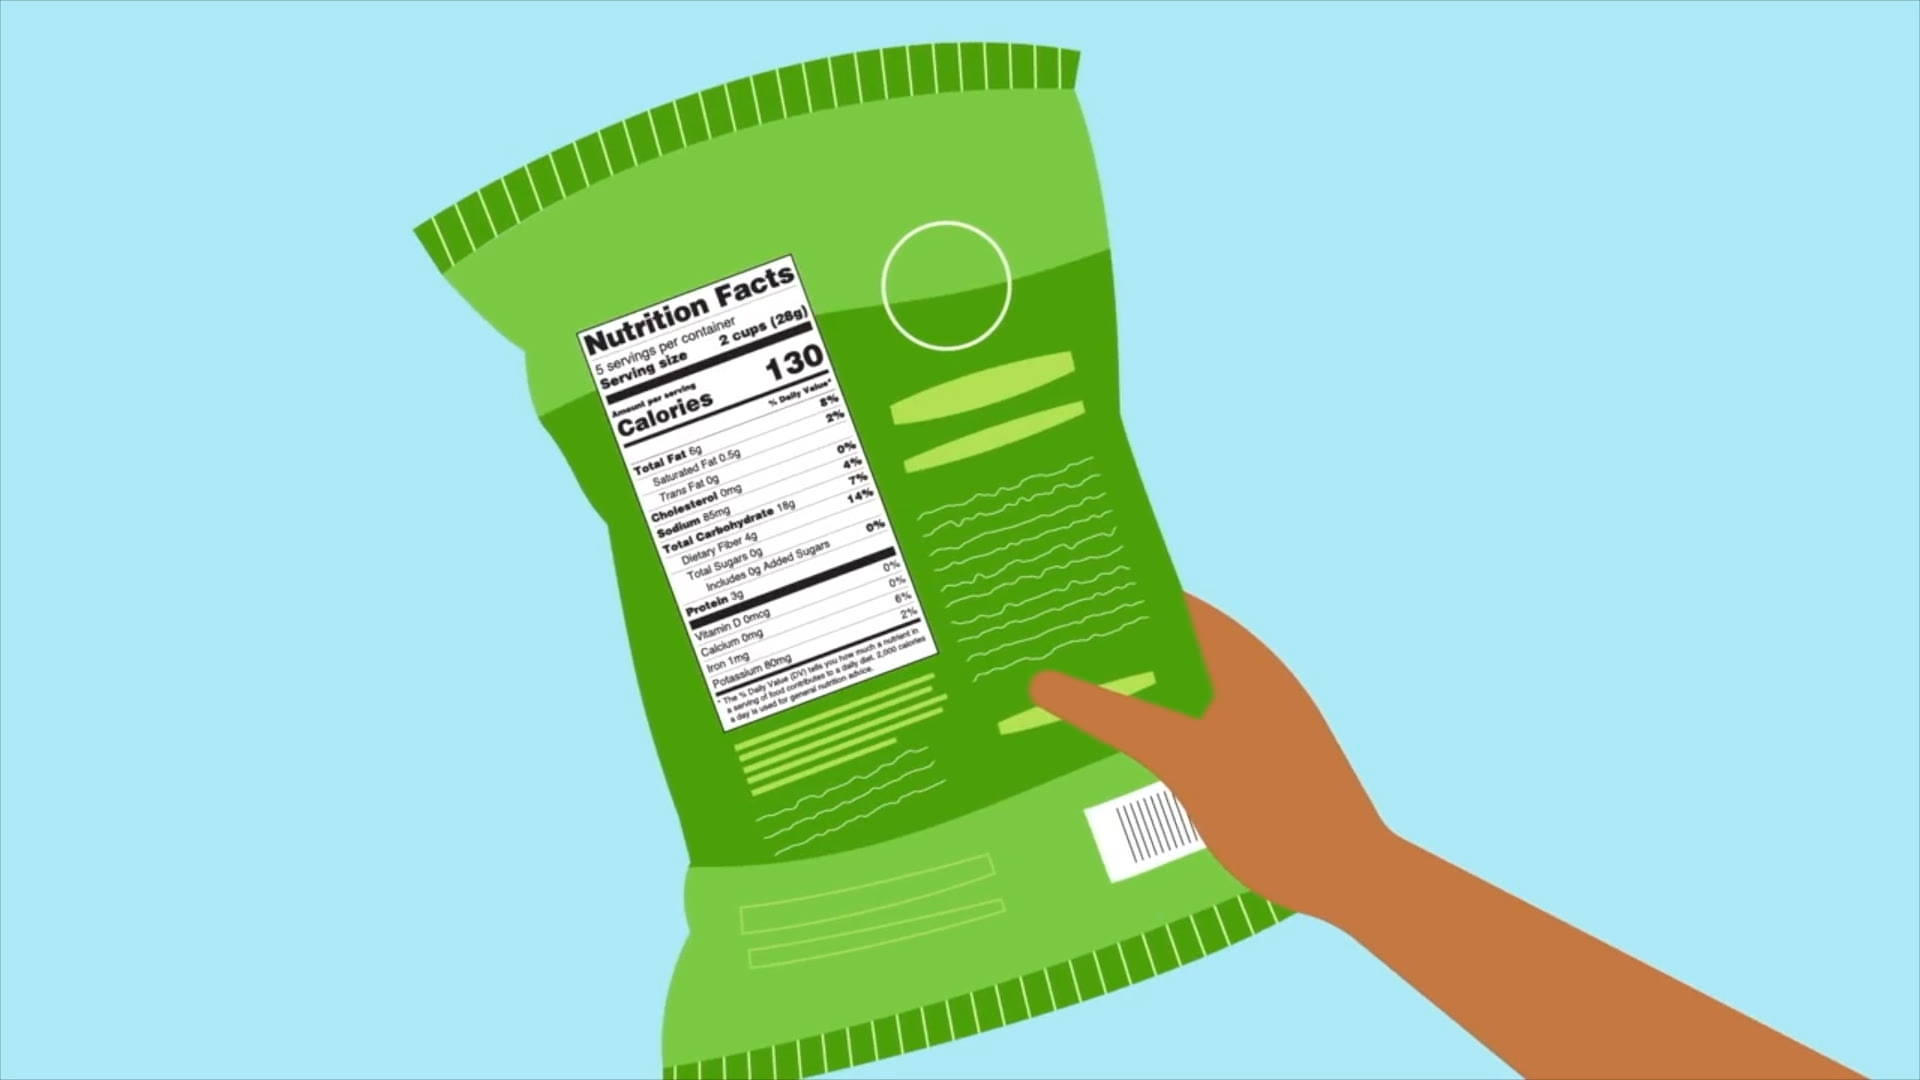 Nutrition Facts
5 servings per container
Serving size 2 cups (28g)
Amount per serving
Calories 130
% Daily Value*
Total Fat 6g 8%
Saturated Fat 0.5g 2%
Trans Fat 0g
Cholesterol 0mg 0%
Sodium 85mg 4%
Total Carbohydrate 18g 7%
Dietary Fiber 4g 14%
Total Sugars 0g
Includes 0g Added Sugars 0%
Protein 3g
Vitamin D 0mcg 0%
Calcium 0mg 0%
Iron 1mg 6%
Potassium 80mg 2%
* The % Daily Value (DV) tells you how much a nutrient in
a serving of food contributes to a daily diet. 2,000 calories
a day is used for general nutrition advice.